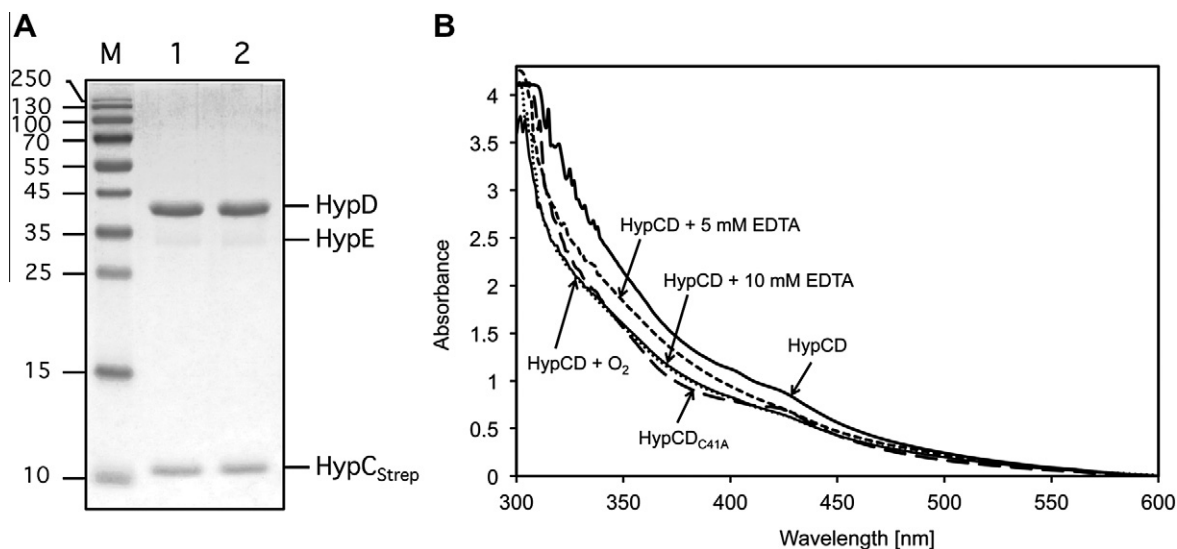 A
M 1 2
250
130
100
70
55
45
35
25
15
10
HypD
HypE
HypCStrep
B
Absorbance
4
3.5
3
2.5
2
1.5
1
0.5
0
HypCD + 5 mM EDTA
HypCD + 10 mM EDTA
HypCD
HypCD + O2
HypCDC41A
300 350 400 450 500 550 600
Wavelength [nm]